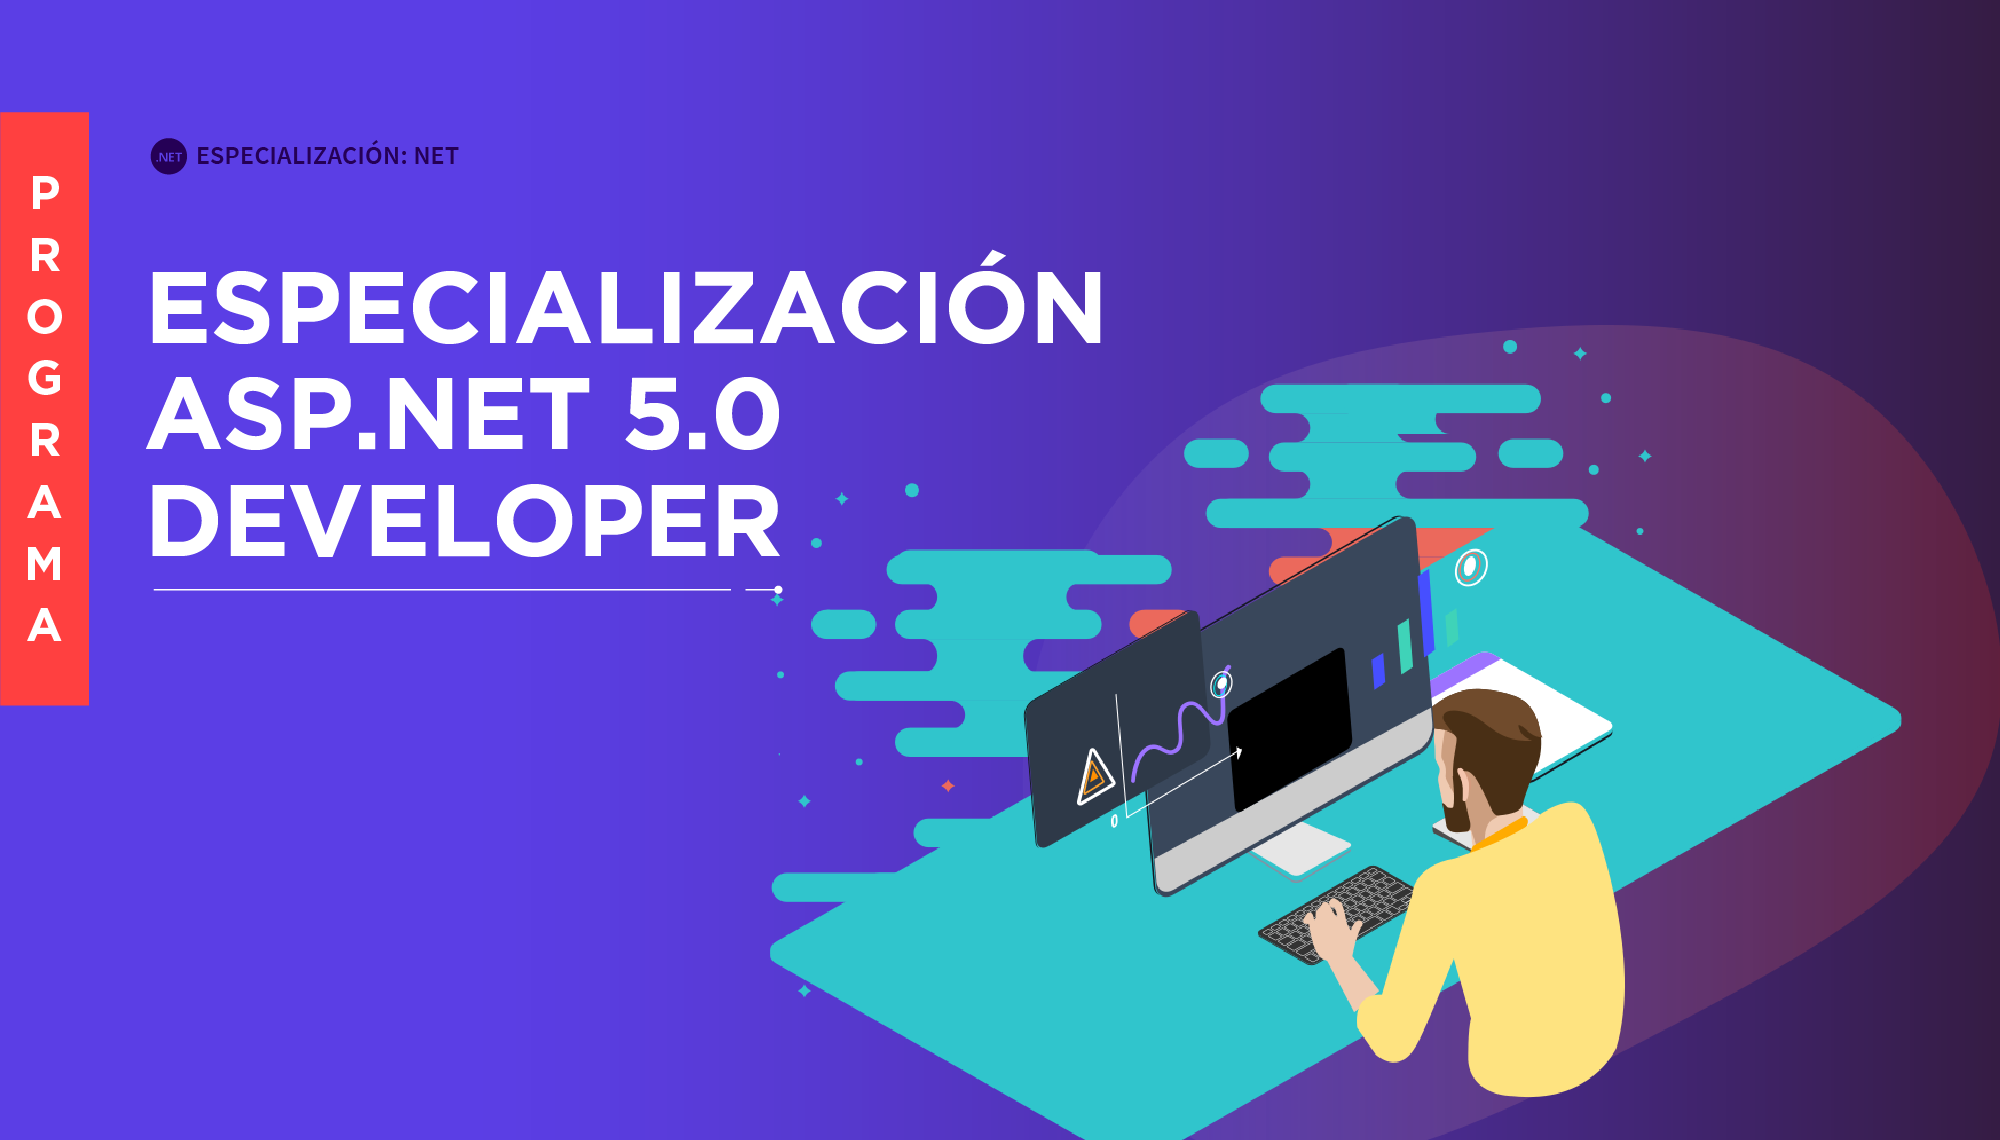 PROGRAMA
.NET ESPECIALIZACIÓN: NET
ESPECIALIZACIÓN
ASP.NET 5.0
DEVELOPER